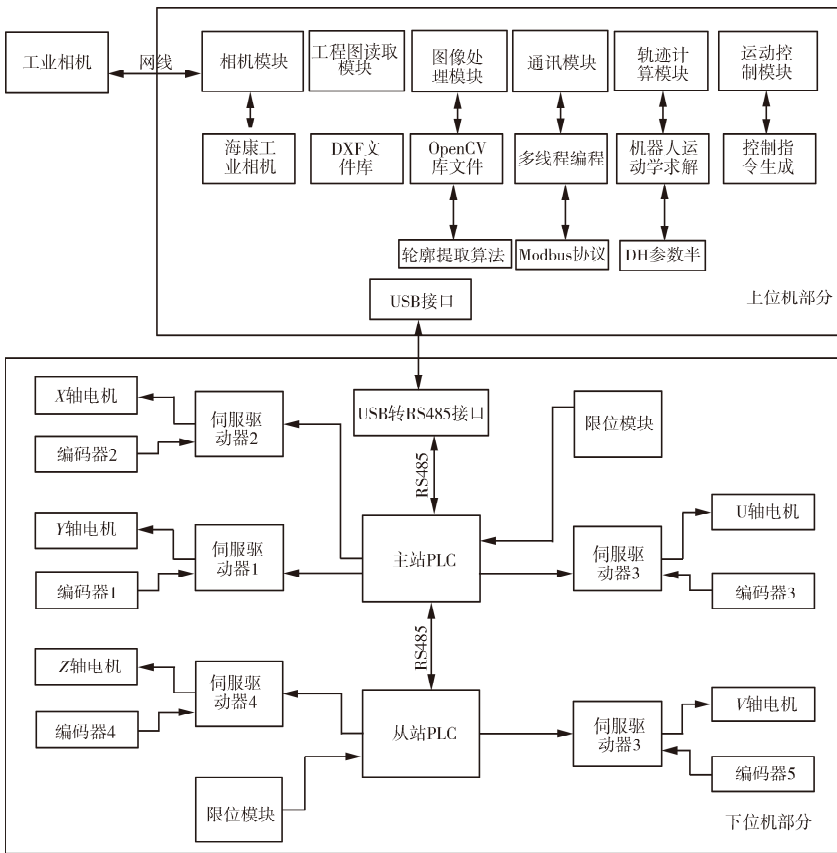 工业相机
网线
相机模块
工程图读取
模块
图像处
理模块
通讯模块
轨迹计
算模块
运动控
制模块
海康工
业相机
DXF文
件库
OpenCV
库文件
多线程编程
机器人运
动学求解
控制指
令生成
轮廓提取算法
Modbus协议
DH参数半
上位机部分
USB接口
X轴电机
伺服驱
动器2
编码器2
USB转RS485接口
限位模块
RS485
Y轴电机
伺服驱
动器1
编码器1
主站PLC
伺服驱
动器3
U轴电机
编码器3
RS485
Z轴电机
伺服驱
动器4
编码器4
从站PLC
伺服驱
动器3
V轴电机
编码器5
限位模块
下位机部分